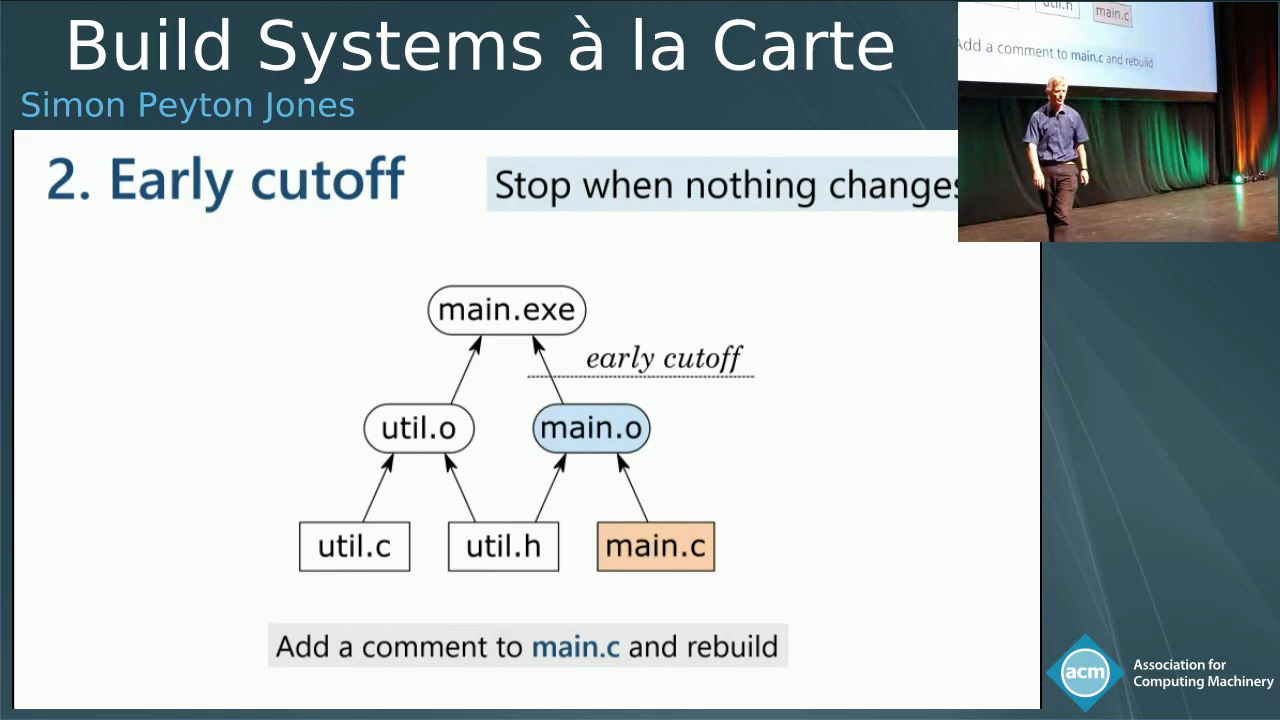 Build Systems à la Carte
Simon Peyton Jones
2. Early cutoff
Stop when nothing changes
main.exe
early cutoff
util.o
main.o
util.c
util.h
main.c
Add a comment to main.c and rebuild
util.h
main.c
Add a comment to main.c and rebuild
acm
Association for
Computing Machinery